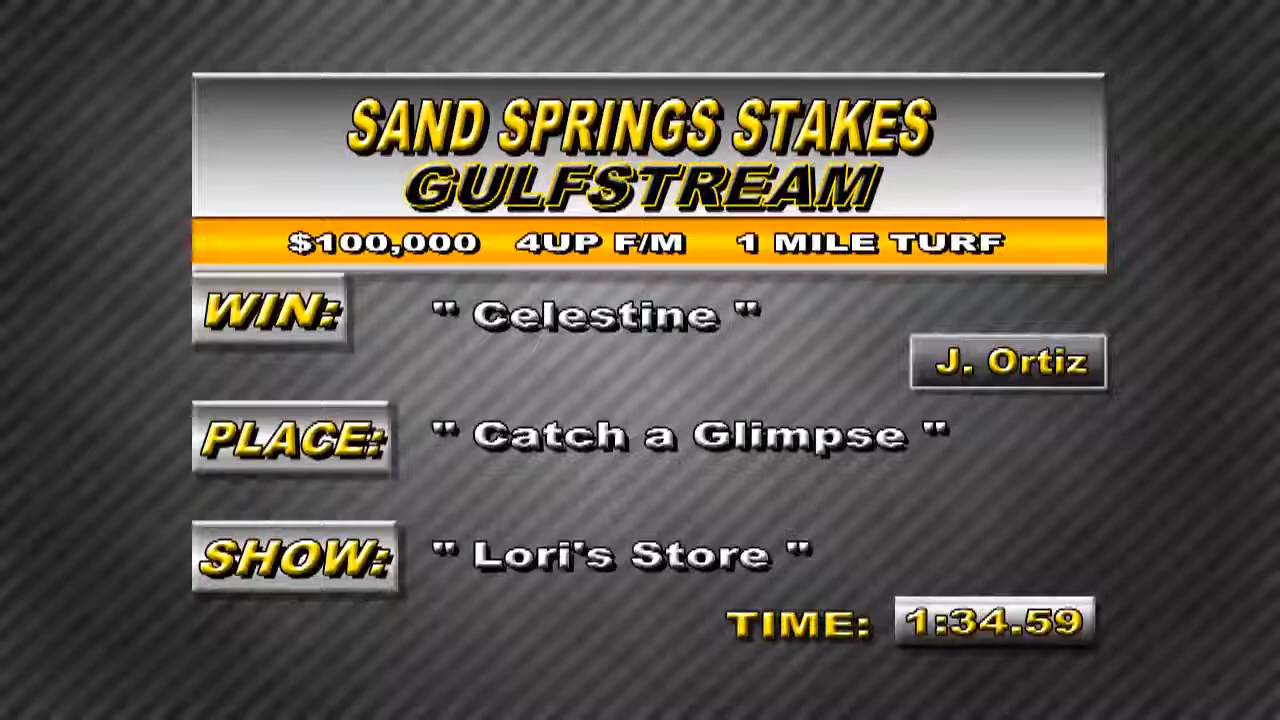 SAND SPRINGS STAKES
GULFSTREAM
$100,000 4UP F/M 1 MILE TURF
WIN: " Celestine "
J. Ortiz
PLACE: " Catch a Glimpse "
SHOW: " Lori's Store "
TIME: 1:34.59